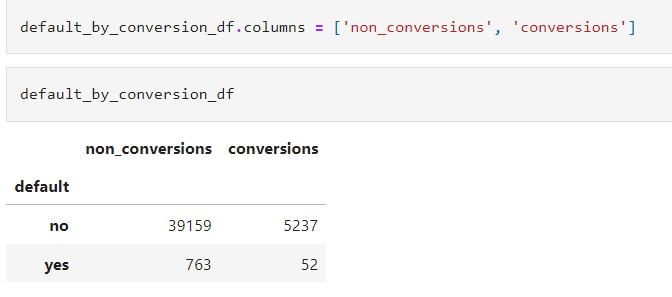 default_by_conversion_df.columns = ['non_conversions', 'conversions']
default_by_conversion_df
non_conversions conversions
default
no 39159 5237
yes 763 52